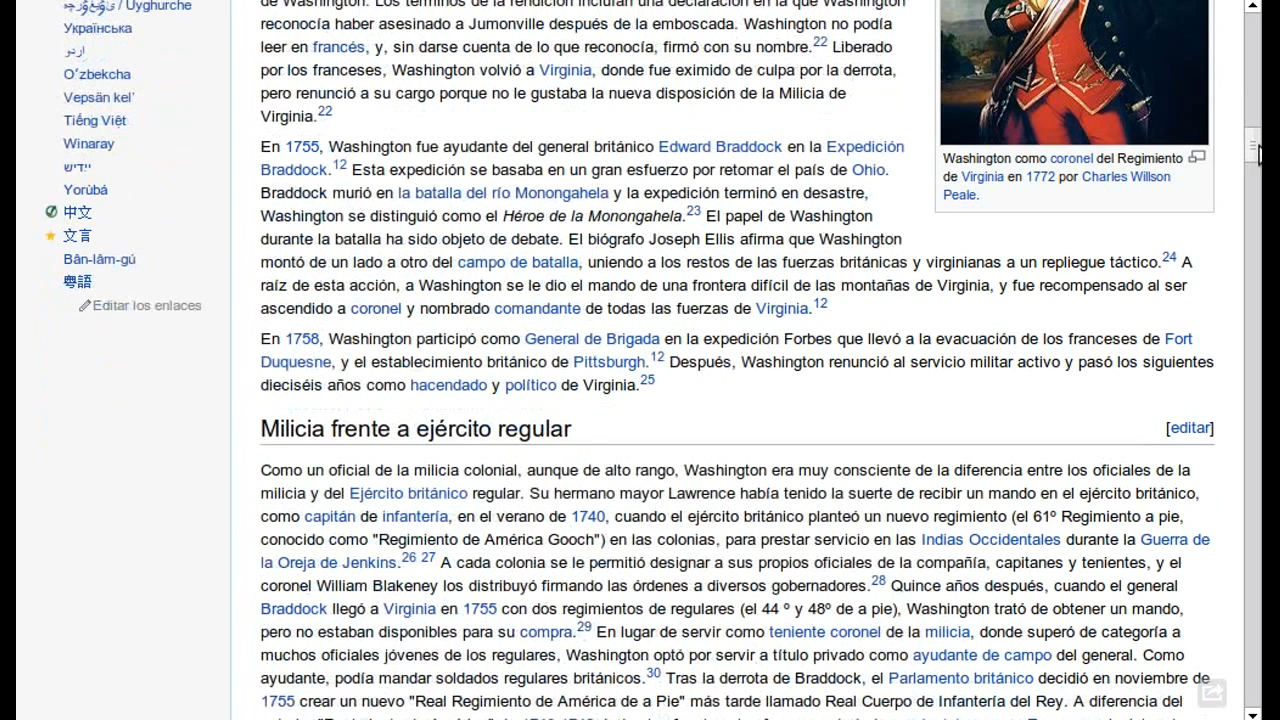 / Uyghurche
Українська
اردو
Oʻzbekcha
Vepsän kel’
Tiếng Việt
Winaray
ייִדיש
Yorùbá
中文
文言
Bân-lâm-gú
粵語
Editar los enlaces
de Washington. Los términos de la rendición incluían una declaración en la que Washington
reconocía haber asesinado a Jumonville después de la emboscada. Washington no podía
leer en francés, y, sin darse cuenta de lo que reconocía, firmó con su nombre.22 Liberado
por los franceses, Washington volvió a Virginia, donde fue eximido de culpa por la derrota,
pero renunció a su cargo porque no le gustaba la nueva disposición de la Milicia de
Virginia.22
En 1755, Washington fue ayudante del general británico Edward Braddock en la Expedición
Braddock.12 Esta expedición se basaba en un gran esfuerzo por retomar el país de Ohio.
Braddock murió en la batalla del río Monongahela y la expedición terminó en desastre,
Washington se distinguió como el Héroe de la Monongahela.23 El papel de Washington
durante la batalla ha sido objeto de debate. El biógrafo Joseph Ellis afirma que Washington
montó de un lado a otro del campo de batalla, uniendo a los restos de las fuerzas británicas y virginianas a un repliegue táctico.24 A
raíz de esta acción, a Washington se le dio el mando de una frontera difícil de las montañas de Virginia, y fue recompensado al ser
ascendido a coronel y nombrado comandante de todas las fuerzas de Virginia.12
En 1758, Washington participó como General de Brigada en la expedición Forbes que llevó a la evacuación de los franceses de Fort
Duquesne, y el establecimiento británico de Pittsburgh.12 Después, Washington renunció al servicio militar activo y pasó los siguientes
dieciséis años como hacendado y político de Virginia.25
Washington como coronel del Regimiento
de Virginia en 1772 por Charles Willson
Peale.
Milicia frente a ejército regular
[editar]
Como un oficial de la milicia colonial, aunque de alto rango, Washington era muy consciente de la diferencia entre los oficiales de la
milicia y del Ejército británico regular. Su hermano mayor Lawrence había tenido la suerte de recibir un mando en el ejército británico,
como capitán de infantería, en el verano de 1740, cuando el ejército británico planteó un nuevo regimiento (el 61º Regimiento a pie,
conocido como "Regimiento de América Gooch") en las colonias, para prestar servicio en las Indias Occidentales durante la Guerra de
la Oreja de Jenkins.26 27 A cada colonia se le permitió designar a sus propios oficiales de la compañía, capitanes y tenientes, y el
coronel William Blakeney los distribuyó firmando las órdenes a diversos gobernadores.28 Quince años después, cuando el general
Braddock llegó a Virginia en 1755 con dos regimientos de regulares (el 44 º y 48º de a pie), Washington trató de obtener un mando,
pero no estaban disponibles para su compra.29 En lugar de servir como teniente coronel de la milicia, donde superó de categoría a
muchos oficiales jóvenes de los regulares, Washington optó por servir a título privado como ayudante de campo del general. Como
ayudante, podía mandar soldados regulares británicos.30 Tras la derrota de Braddock, el Parlamento británico decidió en noviembre de
1755 crear un nuevo "Real Regimiento de América de a Pie" más tarde llamado Real Cuerpo de Infantería del Rey. A diferencia del